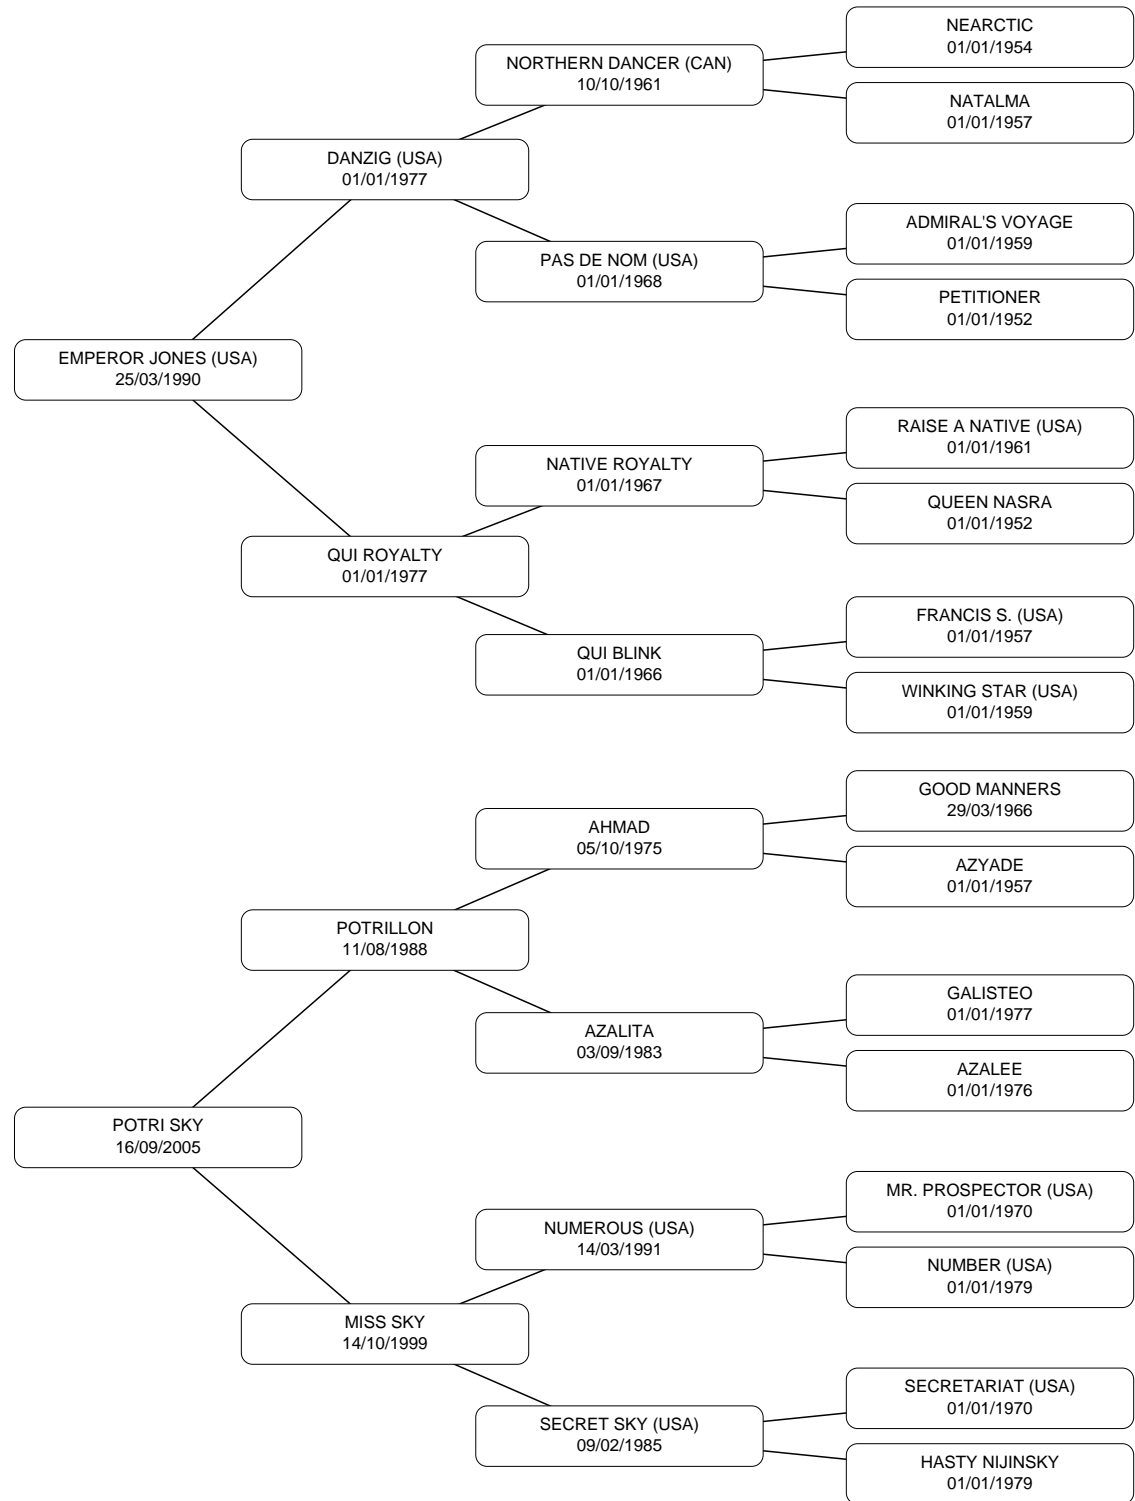 NEARCTIC
01/01/1954
NORTHERN DANCER (CAN)
10/10/1961
NATALMA
01/01/1957
DANZIG (USA)
01/01/1977
ADMIRAL'S VOYAGE
01/01/1959
PAS DE NOM (USA)
01/01/1968
PETITIONER
01/01/1952
EMPEROR JONES (USA)
25/03/1990
RAISE A NATIVE (USA)
01/01/1961
NATIVE ROYALTY
01/01/1967
QUEEN NASRA
01/01/1952
QUI ROYALTY
01/01/1977
FRANCIS S. (USA)
01/01/1957
QUI BLINK
01/01/1966
WINKING STAR (USA)
01/01/1959
GOOD MANNERS
29/03/1966
AHMAD
05/10/1975
AZYADE
01/01/1957
POTRILLON
11/08/1988
GALISTEO
01/01/1977
AZALITA
03/09/1983
AZALEE
01/01/1976
POTRI SKY
16/09/2005
MR. PROSPECTOR (USA)
01/01/1970
NUMEROUS (USA)
14/03/1991
NUMBER (USA)
01/01/1979
MISS SKY
14/10/1999
SECRETARIAT (USA)
01/01/1970
SECRET SKY (USA)
09/02/1985
HASTY NIJINSKY
01/01/1979